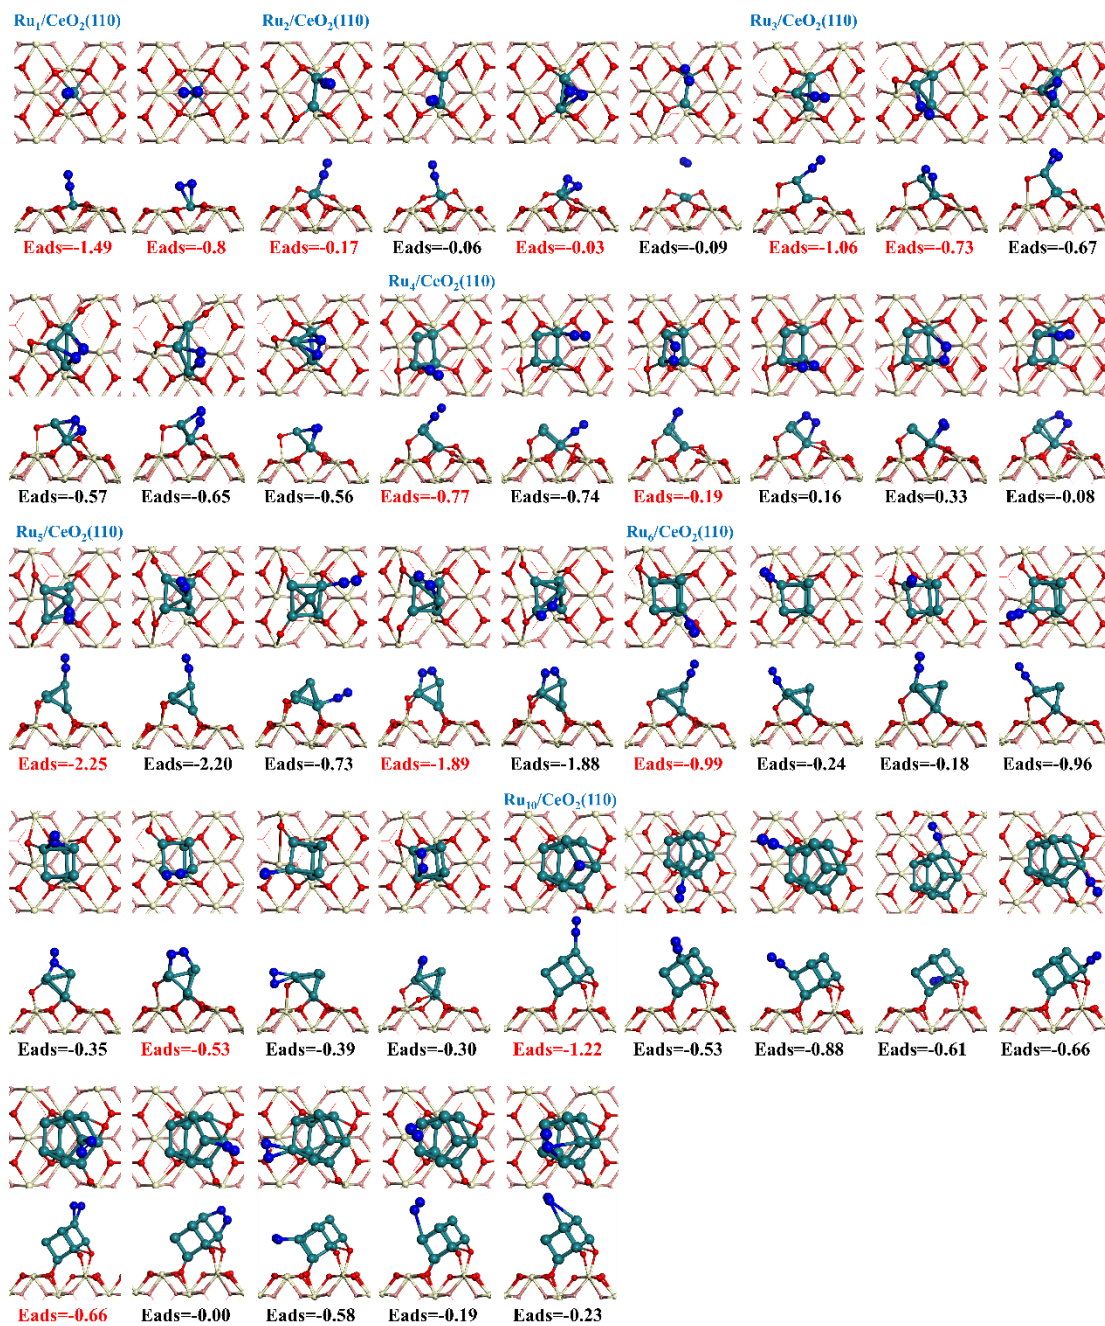 Ru₁/CeO₂(110) Ru₂/CeO₂(110) Ru₃/CeO₂(110)
Eads=-1.49 Eads=-0.8 Eads=-0.17 Eads=-0.06 Eads=-0.03 Eads=-0.09 Eads=-1.06 Eads=-0.73 Eads=-0.67
Ru₄/CeO₂(110)
Eads=-0.57 Eads=-0.65 Eads=-0.56 Eads=-0.77 Eads=-0.74 Eads=-0.19 Eads=0.16 Eads=0.33 Eads=-0.08
Ru₅/CeO₂(110) Ru₆/CeO₂(110)
Eads=-2.25 Eads=-2.20 Eads=-0.73 Eads=-1.89 Eads=-1.88 Eads=-0.99 Eads=-0.24 Eads=-0.18 Eads=-0.96
Ru₁₀/CeO₂(110)
Eads=-0.35 Eads=-0.53 Eads=-0.39 Eads=-0.30 Eads=-1.22 Eads=-0.53 Eads=-0.88 Eads=-0.61 Eads=-0.66
Eads=-0.66 Eads=-0.00 Eads=-0.58 Eads=-0.19 Eads=-0.23